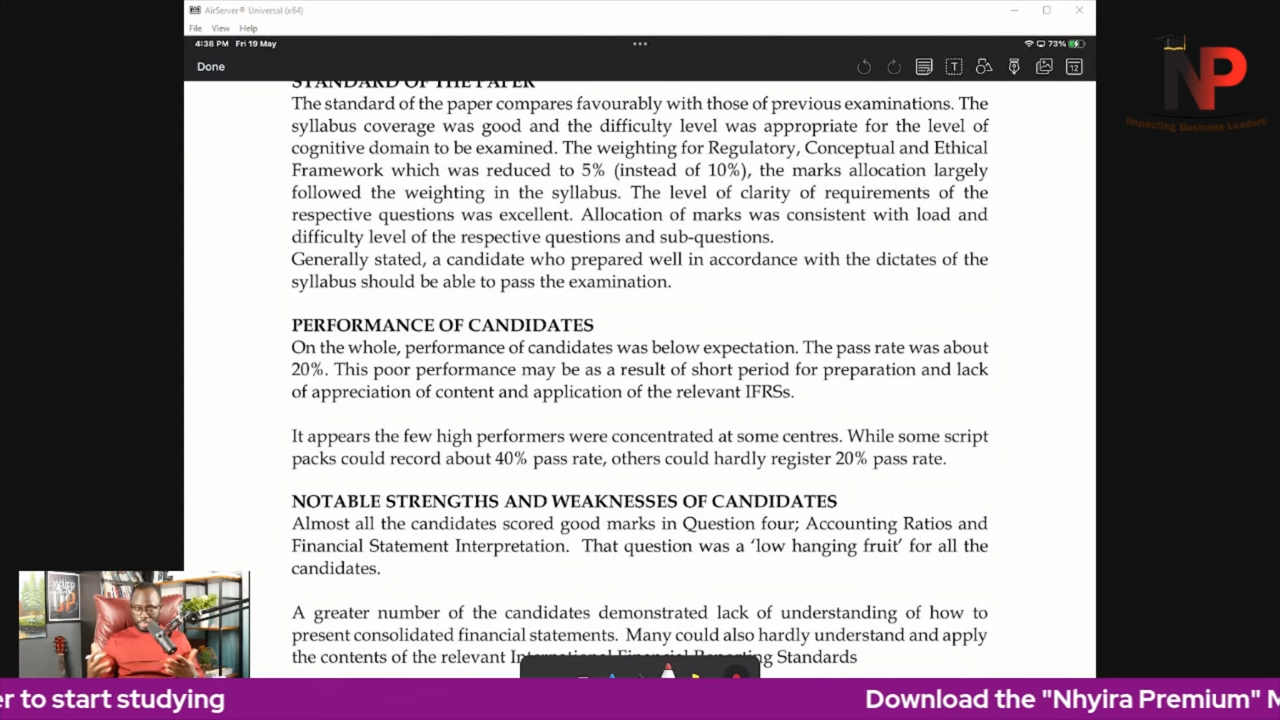 AirServer® Universal (x64)
File View Help
4:38 PM Fri 19 May
73%
Done
T
12
NP
Impacting Business Leaders
STANDARD OF THE PAPER
The standard of the paper compares favourably with those of previous examinations. The
syllabus coverage was good and the difficulty level was appropriate for the level of
cognitive domain to be examined. The weighting for Regulatory, Conceptual and Ethical
Framework which was reduced to 5% (instead of 10%), the marks allocation largely
followed the weighting in the syllabus. The level of clarity of requirements of the
respective questions was excellent. Allocation of marks was consistent with load and
difficulty level of the respective questions and sub-questions.
Generally stated, a candidate who prepared well in accordance with the dictates of the
syllabus should be able to pass the examination.
PERFORMANCE OF CANDIDATES
On the whole, performance of candidates was below expectation. The pass rate was about
20%. This poor performance may be as a result of short period for preparation and lack
of appreciation of content and application of the relevant IFRSs.
It appears the few high performers were concentrated at some centres. While some script
packs could record about 40% pass rate, others could hardly register 20% pass rate.
NOTABLE STRENGTHS AND WEAKNESSES OF CANDIDATES
Almost all the candidates scored good marks in Question four; Accounting Ratios and
Financial Statement Interpretation. That question was a ‘low hanging fruit’ for all the
candidates.
A greater number of the candidates demonstrated lack of understanding of how to
present consolidated financial statements. Many could also hardly understand and apply
the contents of the relevant International Financial Reporting Standards
er to start studying Download the "Nhyira Premium" M